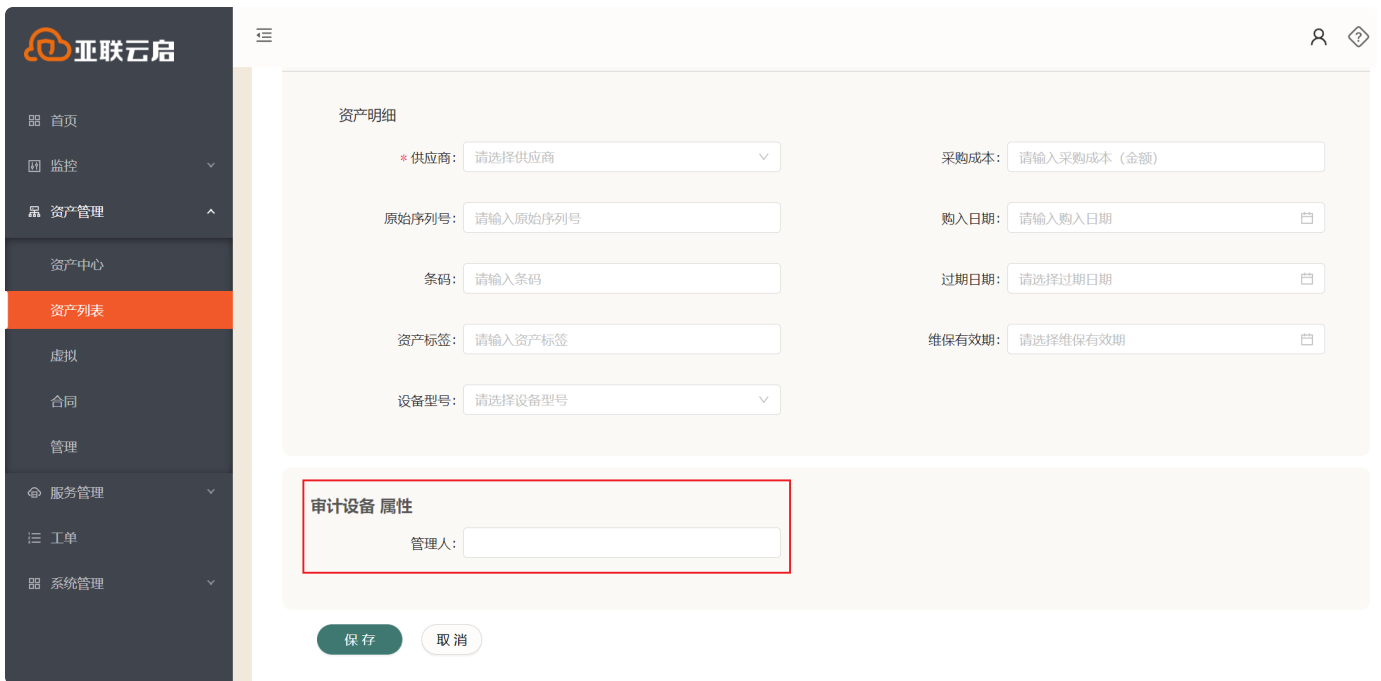 亚联云启
首页
监控
资产管理
资产中心
资产列表
虚拟
合同
管理
服务管理
工单
系统管理
资产明细
* 供应商: 请选择供应商
采购成本: 请输入采购成本（金额）
原始序列号: 请输入原始序列号
购入日期: 请输入购入日期
条码: 请输入条码
过期日期: 请选择过期日期
资产标签: 请输入资产标签
维保有效期: 请选择维保有效期
设备型号: 请选择设备型号
审计设备 属性
管理人:
保存
取消